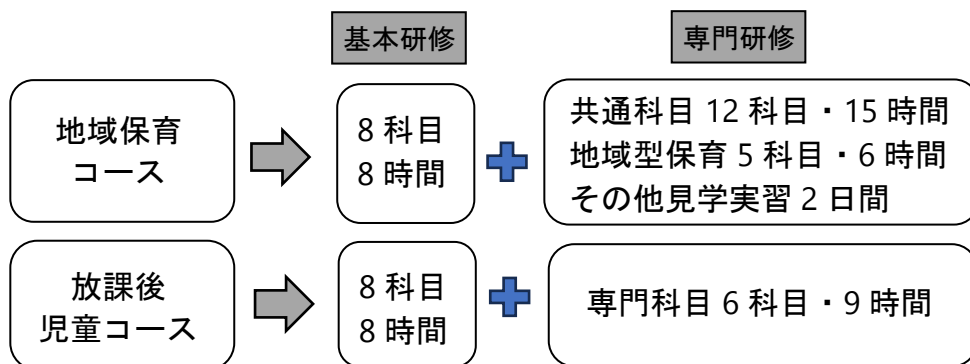 基本研修
専門研修
地域保育
コース
8 科目
8 時間
共通科目 12 科目・15 時間
地域型保育 5 科目・6 時間
その他見学実習 2 日間
放課後
児童コース
8 科目
8 時間
専門科目 6 科目・9 時間